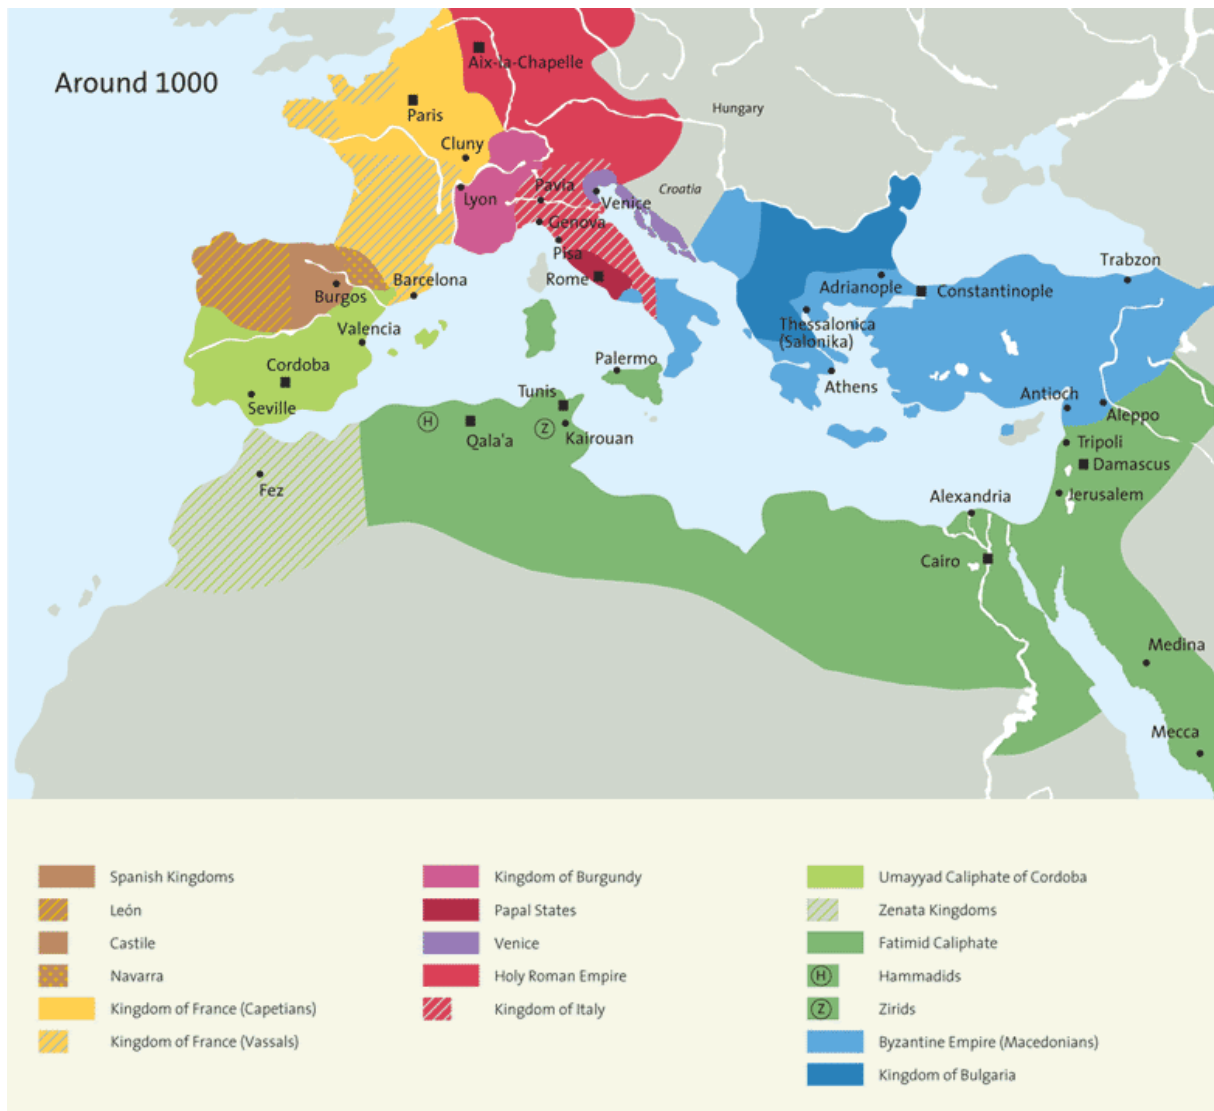 Around 1000
Aix-la-Chapelle
Paris
Hungary
Cluny
Lyon
Pavia
Croatia
Venice
Genova
Pisa
Rome
Barcelona
Burgos
Valencia
Adrianople
Constantinople
Trabzon
Thessalonica
(Salonika)
Cordoba
Palermo
Athens
Antioch
Seville
Tunis
Aleppo
H
Qala'a
Z
Kairouan
Tripoli
Damascus
Fez
Alexandria
Jerusalem
Cairo
Medina
Mecca
Spanish Kingdoms
León
Castile
Navarra
Kingdom of France (Capetians)
Kingdom of France (Vassals)
Kingdom of Burgundy
Papal States
Venice
Holy Roman Empire
Kingdom of Italy
Umayyad Caliphate of Cordoba
Zenata Kingdoms
Fatimid Caliphate
H Hammadids
Z Zirids
Byzantine Empire (Macedonians)
Kingdom of Bulgaria